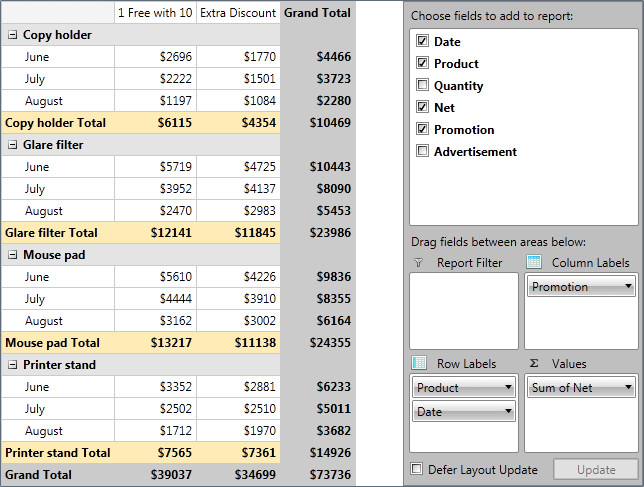 1 Free with 10 Extra Discount Grand Total
Copy holder
June $2696 $1770 $4466
July $2222 $1501 $3723
August $1197 $1084 $2280
Copy holder Total $6115 $4354 $10469
Glare filter
June $5719 $4725 $10443
July $3952 $4137 $8090
August $2470 $2983 $5453
Glare filter Total $12141 $11845 $23986
Mouse pad
June $5610 $4226 $9836
July $4444 $3910 $8355
August $3162 $3002 $6164
Mouse pad Total $13217 $11138 $24355
Printer stand
June $3352 $2881 $6233
July $2502 $2510 $5011
August $1712 $1970 $3682
Printer stand Total $7565 $7361 $14926
Grand Total $39037 $34699 $73736
Choose fields to add to report:
Date
Product
Quantity
Net
Promotion
Advertisement
Drag fields between areas below:
Report Filter
Column Labels
Promotion
Row Labels
Product
Date
Σ Values
Sum of Net
Defer Layout Update
Update